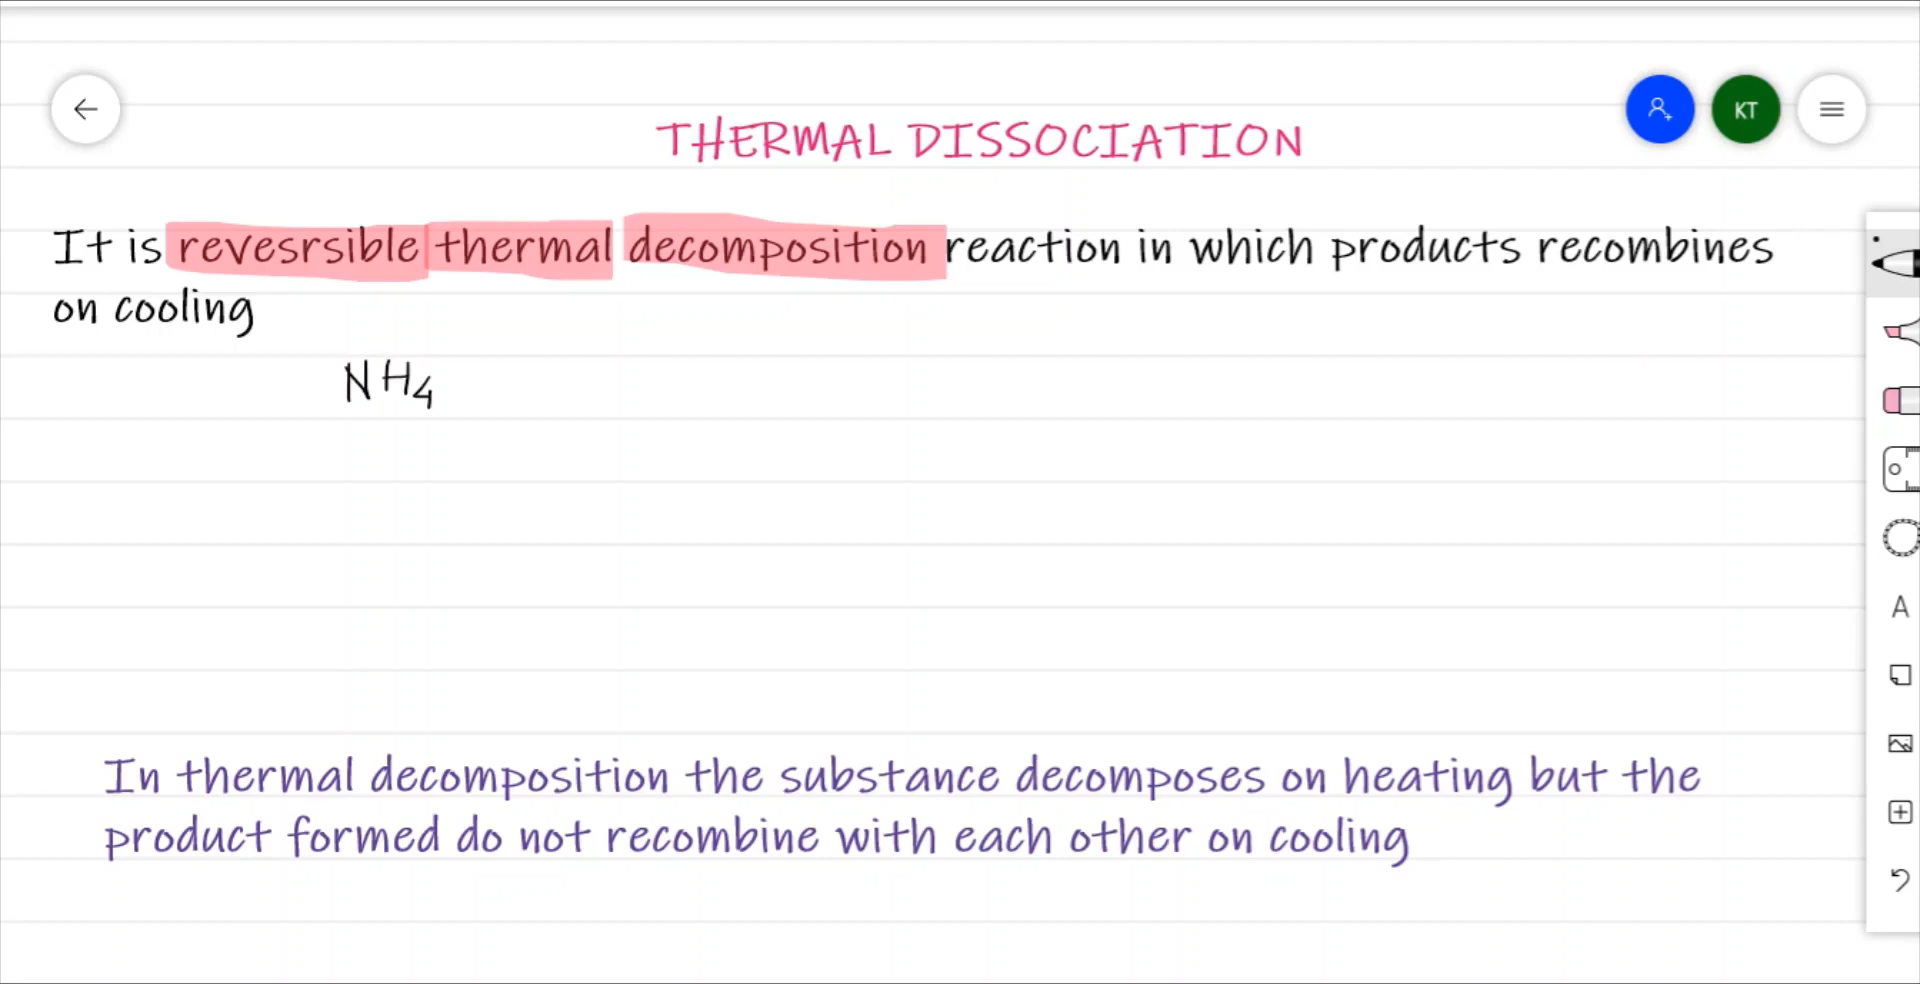 KT
THERMAL DISSOCIATION
It is revesrsible thermal decomposition reaction in which products recombines
on cooling
NH4
A
In thermal decomposition the substance decomposes on heating but the
product formed do not recombine with each other on cooling